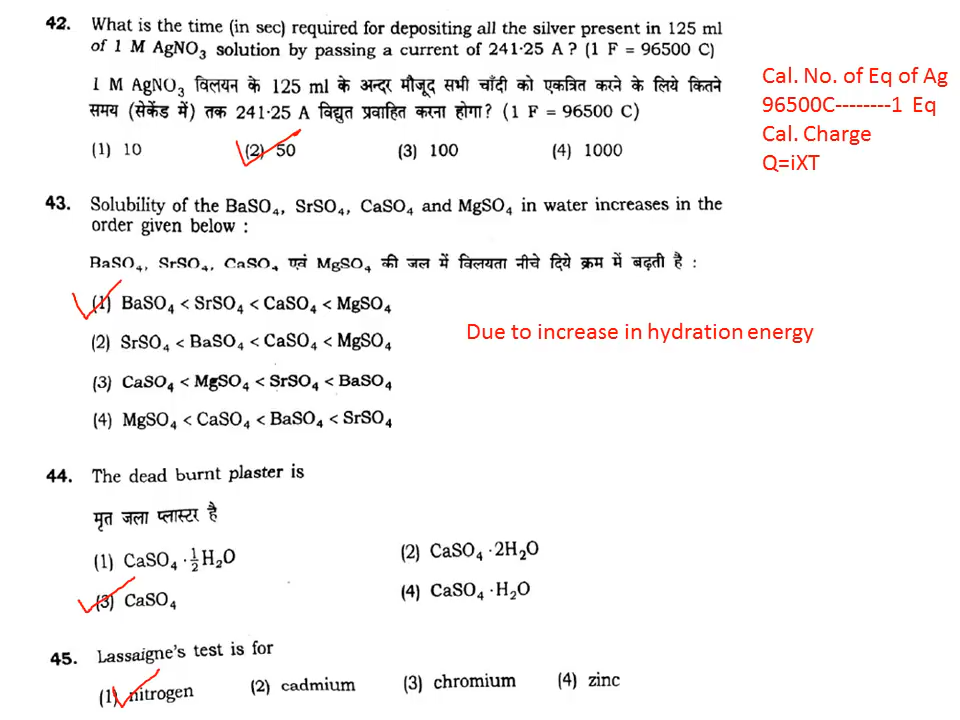 42. What is the time (in sec) required for depositing all the silver present in 125 ml
of 1 M AgNO₃ solution by passing a current of 241·25 A? (1 F = 96500 C)
1 M AgNO₃ विलयन के 125 ml के अन्दर मौजूद सभी चाँदी को एकत्रित करने के लिये कितने
समय (सेकेंड में) तक 241·25 A विद्युत प्रवाहित करना होगा? (1 F = 96500 C)
(1) 10 (2) 50 (3) 100 (4) 1000
Cal. No. of Eq of Ag
96500C--------1 Eq
Cal. Charge
Q=iXT
43. Solubility of the BaSO₄, SrSO₄, CaSO₄ and MgSO₄ in water increases in the
order given below :
BaSO₄, SrSO₄, CaSO₄ एवं MgSO₄ की जल में विलयता नीचे दिये क्रम में बढ़ती है :
(1) BaSO₄ < SrSO₄ < CaSO₄ < MgSO₄
Due to increase in hydration energy
(2) SrSO₄ < BaSO₄ < CaSO₄ < MgSO₄
(3) CaSO₄ < MgSO₄ < SrSO₄ < BaSO₄
(4) MgSO₄ < CaSO₄ < BaSO₄ < SrSO₄
44. The dead burnt plaster is
मृत जला प्लास्टर है
(1) CaSO₄ · ½H₂O (2) CaSO₄ · 2H₂O
(3) CaSO₄ (4) CaSO₄ · H₂O
45. Lassaigne's test is for
(1) nitrogen (2) cadmium (3) chromium (4) zinc